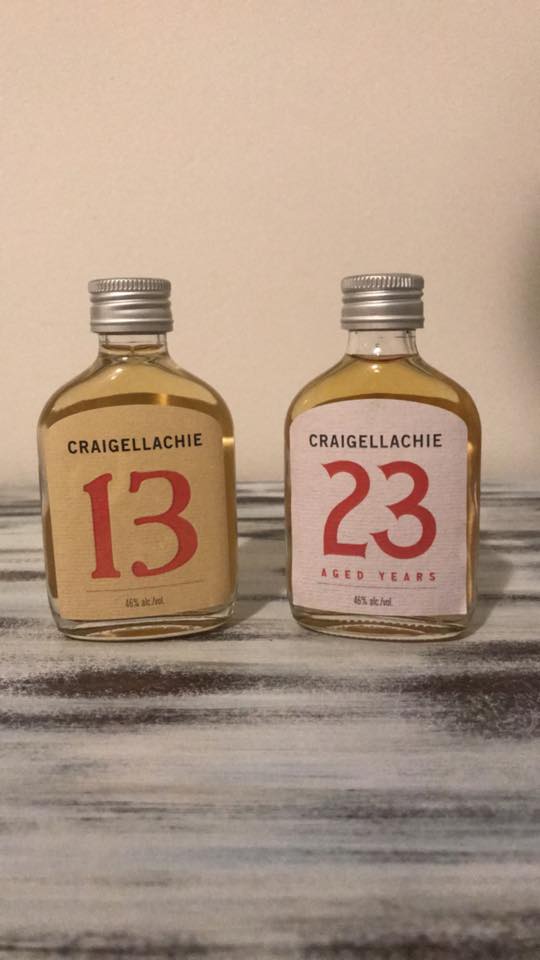 CRAIGELLACHIE
13
46% alc./vol.
CRAIGELLACHIE
23
AGED YEARS
46% alc./vol.